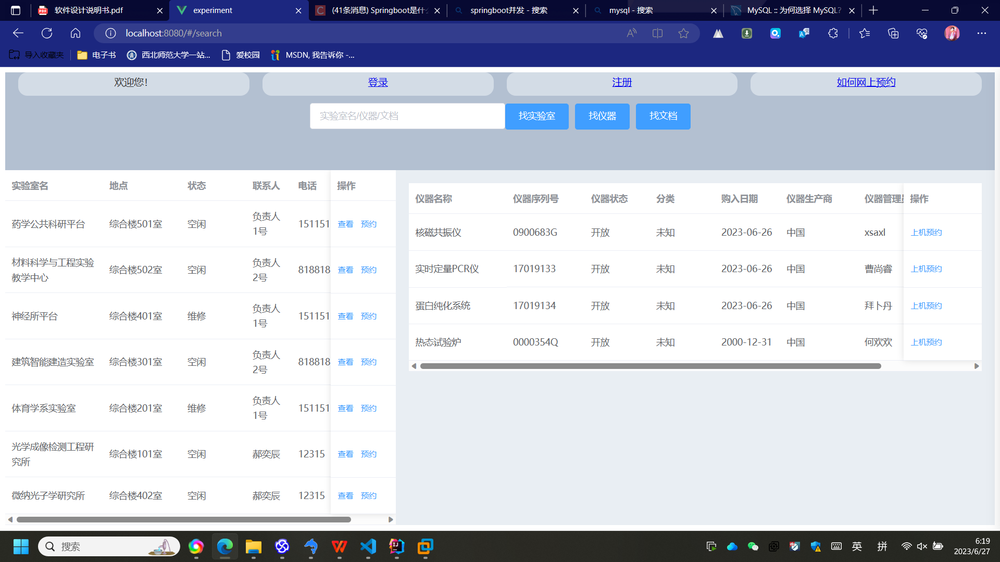 软件设计说明书.pdf
experiment
(41条消息) Springboot是什么
springboot并发 - 搜索
mysql - 搜索
MySQL :: 为何选择 MySQL?
localhost:8080/#/search
导入收藏夹
电子书
西北师范大学一站...
爱校园
MSDN, 我告诉你 -...
欢迎您!
登录
注册
如何网上预约
实验室名/仪器/文档
找实验室
找仪器
找文档
实验室名 地点 状态 联系人 电话 操作
药学公共科研平台 综合楼501室 空闲 负责人1号 151151 查看 预约
材料科学与工程实验教学中心 综合楼502室 空闲 负责人2号 818818 查看 预约
神经所平台 综合楼401室 维修 负责人1号 151151 查看 预约
建筑智能建造实验室 综合楼301室 空闲 负责人2号 818818 查看 预约
体育学系实验室 综合楼201室 维修 负责人1号 151151 查看 预约
光学成像检测工程研究所 综合楼101室 空闲 郝奕辰 12315 查看 预约
微纳光子学研究所 综合楼402室 空闲 郝奕辰 12315 查看 预约
仪器名称 仪器序列号 仪器状态 分类 购入日期 仪器生产商 仪器管理员 操作
核磁共振仪 0900683G 开放 未知 2023-06-26 中国 xsaxl 上机预约
实时定量PCR仪 17019133 开放 未知 2023-06-26 中国 曹尚睿 上机预约
蛋白纯化系统 17019134 开放 未知 2023-06-26 中国 拜卜丹 上机预约
热态试验炉 0000354Q 开放 未知 2000-12-31 中国 何欢欢 上机预约
搜索
英
拼
6:19
2023/6/27